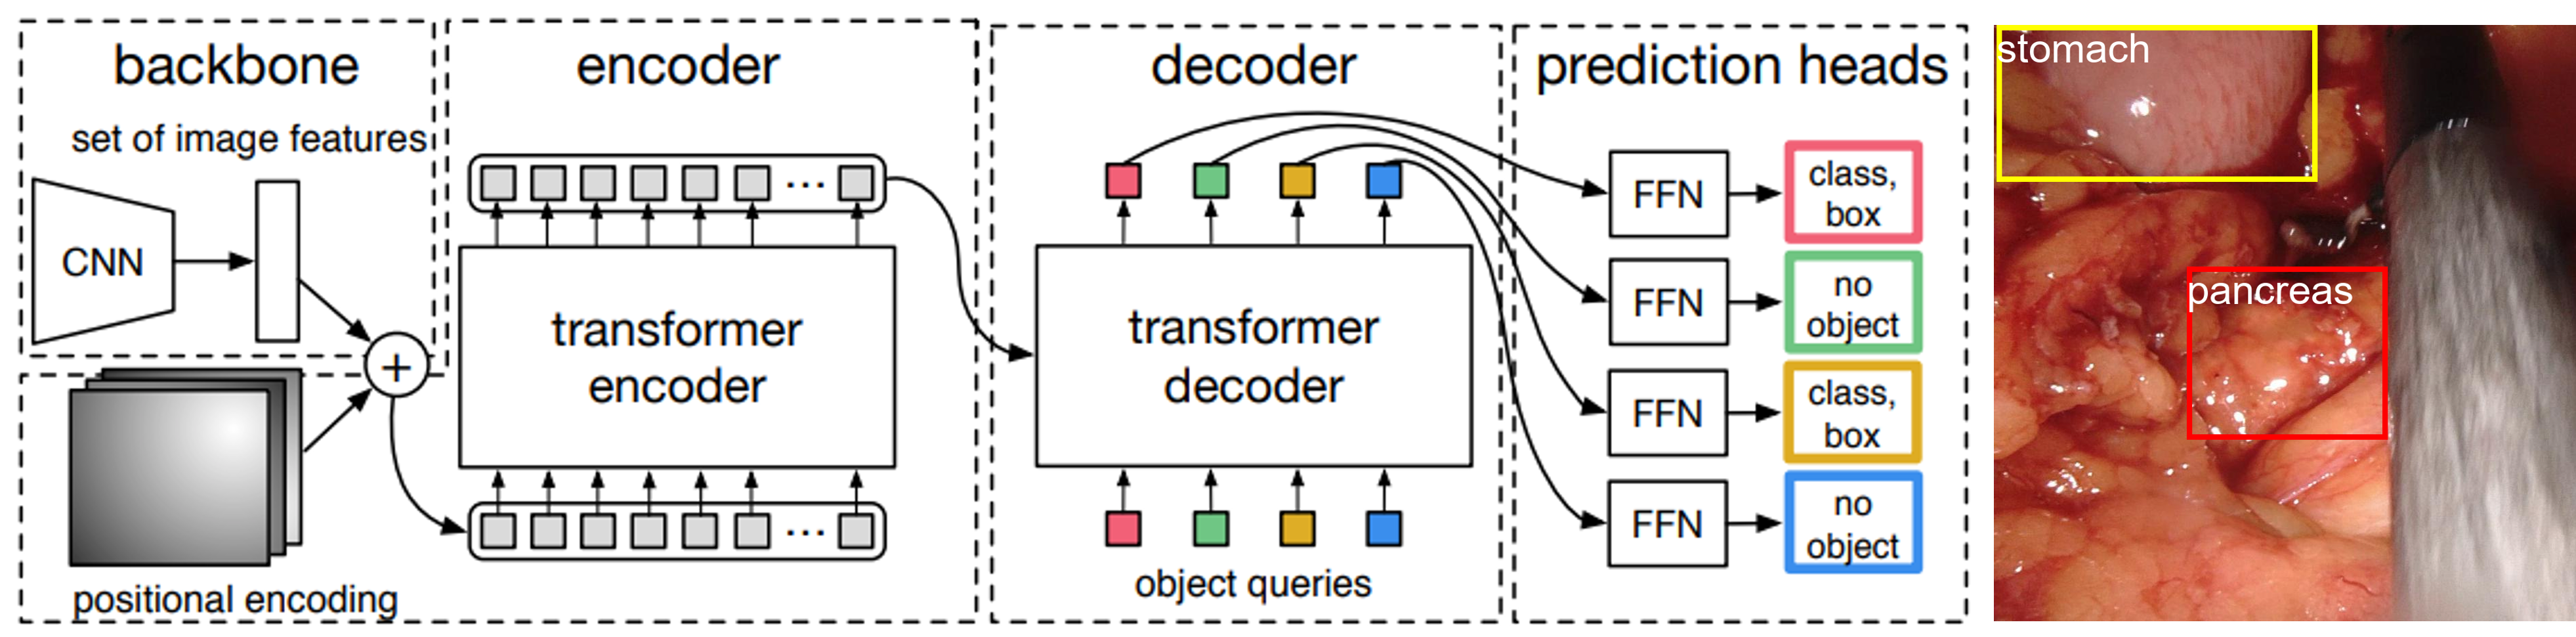 backbone
set of image features
CNN
+
positional encoding
encoder
...
transformer
encoder
...
decoder
transformer
decoder
object queries
prediction heads
FFN
class,
box
FFN
no
object
FFN
class,
box
FFN
no
object
stomach
pancreas